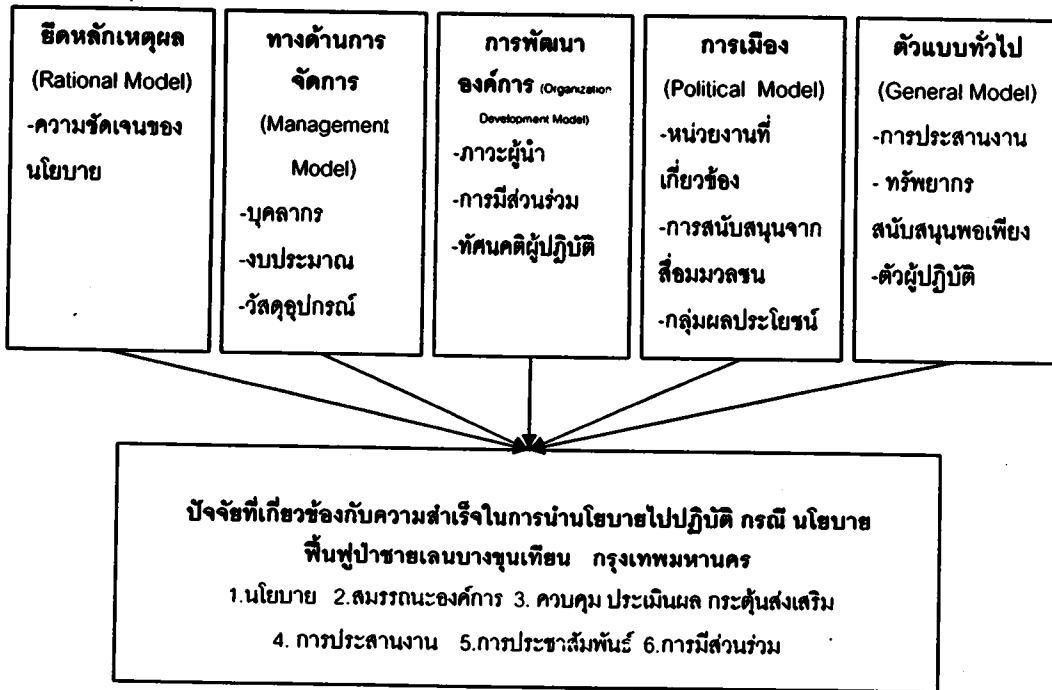 ยึดหลักเหตุผล
(Rational Model)
-ความชัดเจนของ
นโยบาย
ทางด้านการ
จัดการ
(Management
Model)
-บุคลากร
-งบประมาณ
-วัสดุอุปกรณ์
การพัฒนา
องค์การ (Organization
Development Model)
-ภาวะผู้นำ
-การมีส่วนร่วม
-ทัศนคติผู้ปฏิบัติ
การเมือง
(Political Model)
-หน่วยงานที่
เกี่ยวข้อง
-การสนับสนุนจาก
สื่อมมวลชน
-กลุ่มผลประโยชน์
ตัวแบบทั่วไป
(General Model)
-การประสานงาน
- ทรัพยากร
สนับสนุนพอเพียง
-ตัวผู้ปฏิบัติ
ปัจจัยที่เกี่ยวข้องกับความสำเร็จในการนำนโยบายไปปฏิบัติ กรณี นโยบาย
ฟื้นฟูป่าชายเลนบางขุนเทียน กรุงเทพมหานคร
1.นโยบาย 2.สมรรถนะองค์การ 3. ควบคุม ประเมินผล กระตุ้นส่งเสริม
4. การประสานงาน 5.การประชาสัมพันธ์ 6.การมีส่วนร่วม